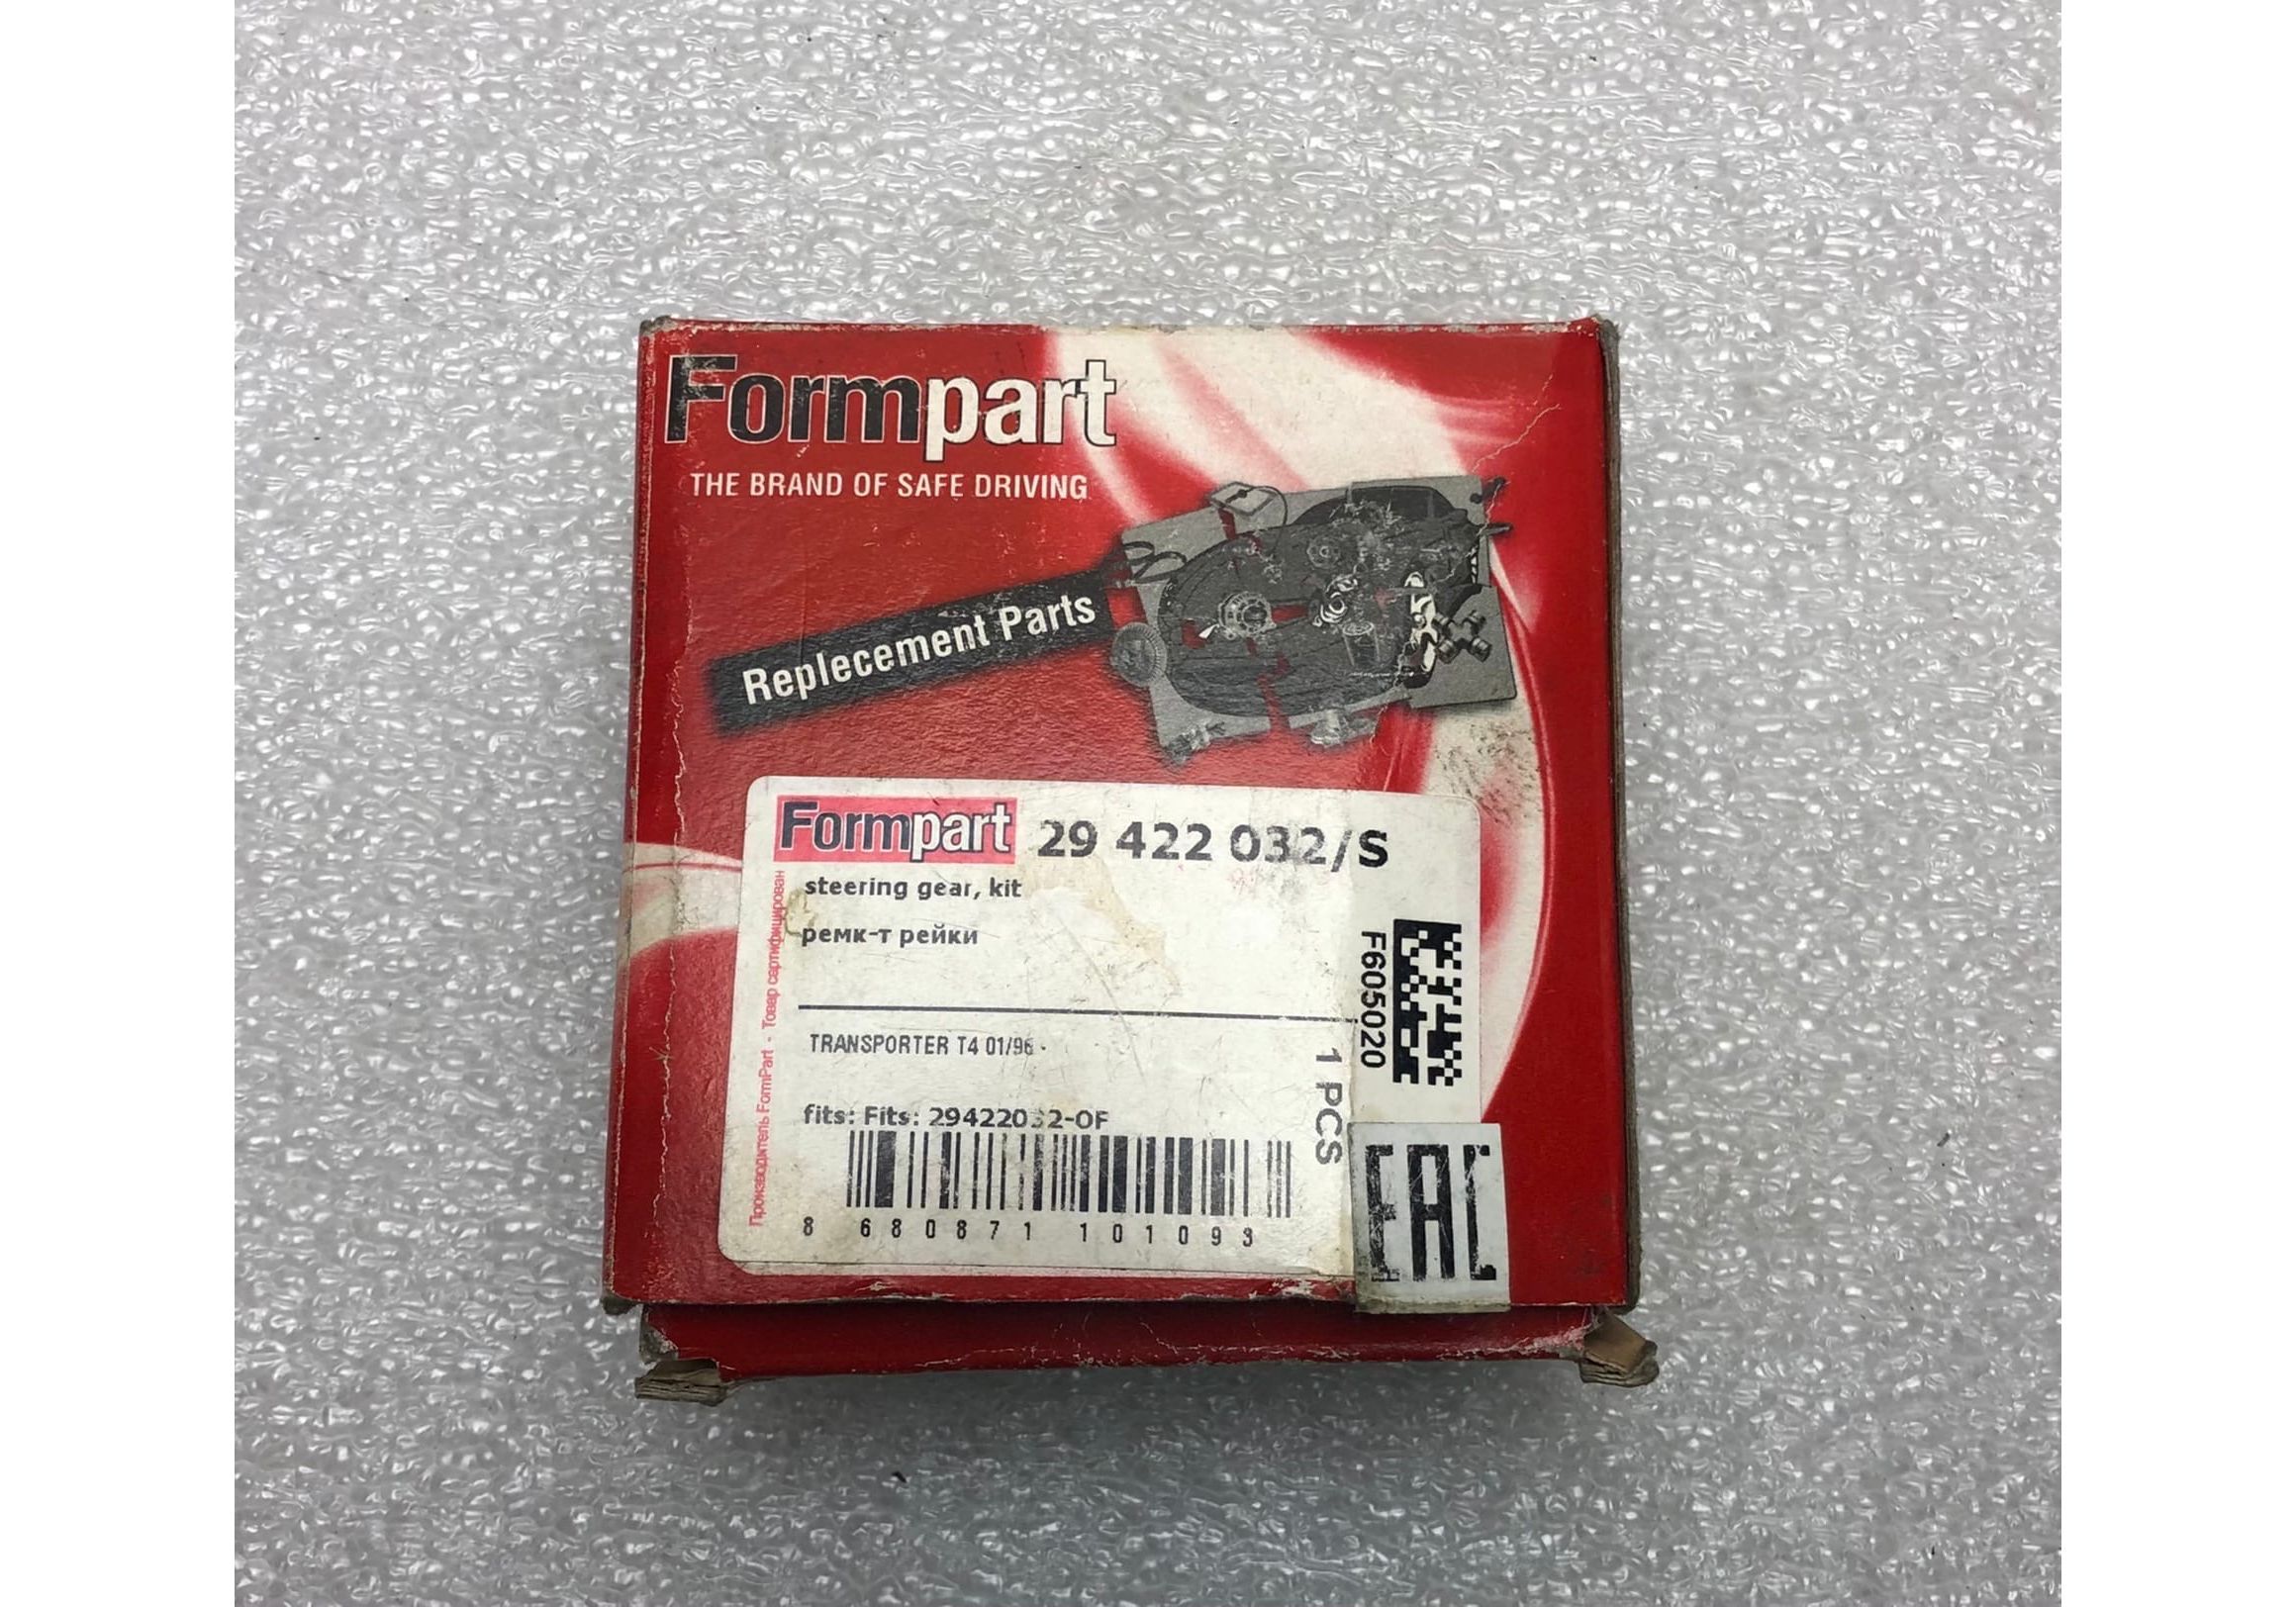 Formpart
THE BRAND OF SAFE DRIVING
Replecement Parts
Formpart 29 422 032/S
steering gear, kit
ремк-т рейки
TRANSPORTER T4 01/96 -
fits: Fits: 29422032-OF
8 680871 101093
1 PCS
F605020
EAC
Производитель FormPart - Товар сертифицирован